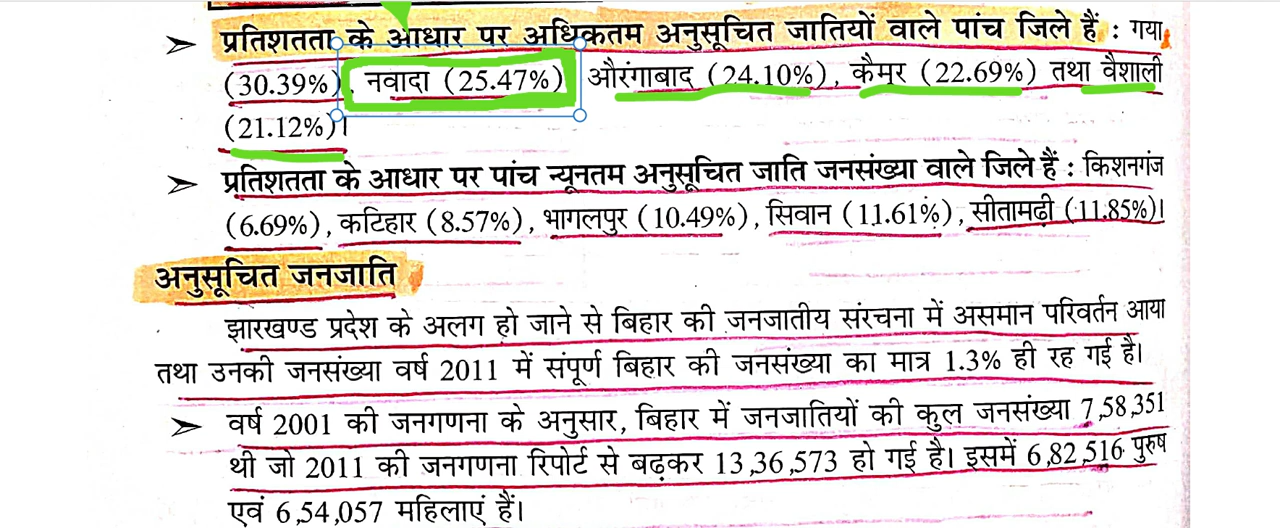 ➢ प्रतिशतता के आधार पर अधिकतम अनुसूचित जातियों वाले पांच जिले हैं : गया
(30.39%), नवादा (25.47%) औरंगाबाद (24.10%), कैमूर (22.69%) तथा वैशाली
(21.12%)।
➢ प्रतिशतता के आधार पर पांच न्यूनतम अनुसूचित जाति जनसंख्या वाले जिले हैं : किशनगंज
(6.69%), कटिहार (8.57%), भागलपुर (10.49%), सिवान (11.61%), सीतामढ़ी (11.85%)।
अनुसूचित जनजाति
झारखण्ड प्रदेश के अलग हो जाने से बिहार की जनजातीय संरचना में असमान परिवर्तन आया
तथा उनकी जनसंख्या वर्ष 2011 में संपूर्ण बिहार की जनसंख्या का मात्र 1.3% ही रह गई है।
➢ वर्ष 2001 की जनगणना के अनुसार, बिहार में जनजातियों की कुल जनसंख्या 7,58,351
थी जो 2011 की जनगणना रिपोर्ट से बढ़कर 13,36,573 हो गई है। इसमें 6,82,516 पुरुष
एवं 6,54,057 महिलाएं हैं।